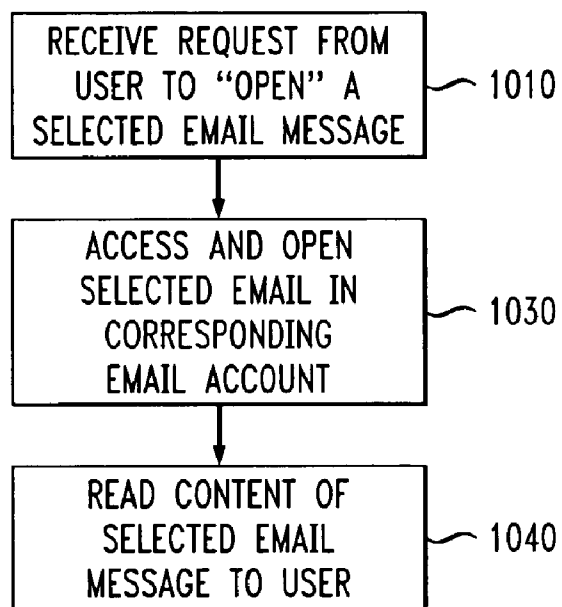 RECEIVE REQUEST FROM
USER TO “OPEN” A
SELECTED EMAIL MESSAGE
1010
ACCESS AND OPEN
SELECTED EMAIL IN
CORRESPONDING
EMAIL ACCOUNT
1030
READ CONTENT OF
SELECTED EMAIL
MESSAGE TO USER
1040